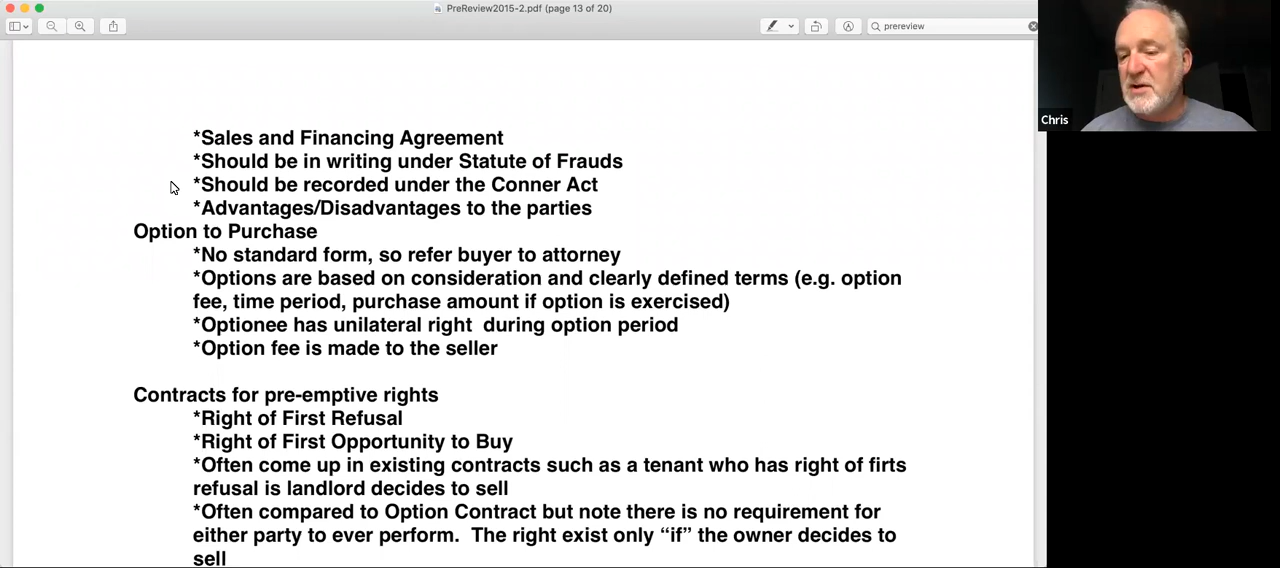 PreReview2015-2.pdf (page 13 of 20)
prereview
Chris
*Sales and Financing Agreement
*Should be in writing under Statute of Frauds
*Should be recorded under the Conner Act
*Advantages/Disadvantages to the parties
Option to Purchase
*No standard form, so refer buyer to attorney
*Options are based on consideration and clearly defined terms (e.g. option
fee, time period, purchase amount if option is exercised)
*Optionee has unilateral right  during option period
*Option fee is made to the seller
Contracts for pre-emptive rights
*Right of First Refusal
*Right of First Opportunity to Buy
*Often come up in existing contracts such as a tenant who has right of firts
refusal is landlord decides to sell
*Often compared to Option Contract but note there is no requirement for
either party to ever perform.  The right exist only “if” the owner decides to
sell